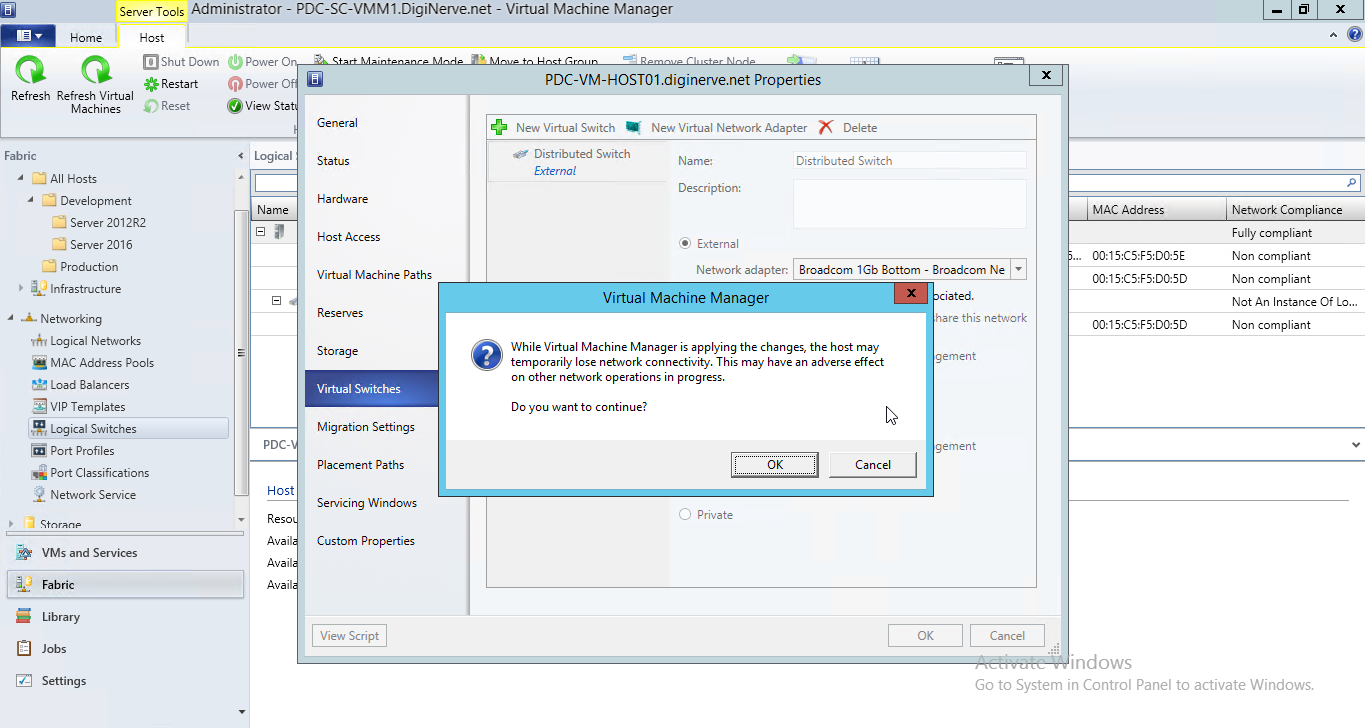 Server Tools
Administrator - PDC-SC-VMM1.DigiNerve.net - Virtual Machine Manager
Home
Host
Refresh
Refresh Virtual
Machines
Shut Down
Restart
Reset
Power On
Power Off
View Statu
Start Maintenance Mode
Move to Host Group
Remove Cluster Node
Fabric
All Hosts
Development
Server 2012R2
Server 2016
Production
Infrastructure
Networking
Logical Networks
MAC Address Pools
Load Balancers
VIP Templates
Logical Switches
Port Profiles
Port Classifications
Network Service
Storage
VMs and Services
Fabric
Library
Jobs
Settings
Logical
Name
PDC-V
Host
Resou
Availa
Availa
Availa
PDC-VM-HOST01.diginerve.net Properties
General
Status
Hardware
Host Access
Virtual Machine Paths
Reserves
Storage
Virtual Switches
Migration Settings
Placement Paths
Servicing Windows
Custom Properties
New Virtual Switch
New Virtual Network Adapter
Delete
Distributed Switch
External
Name:
Distributed Switch
Description:
External
Network adapter:
Broadcom 1Gb Bottom - Broadcom Ne
ociated.
hare this network
gement
gement
Private
View Script
OK
Cancel
Virtual Machine Manager
While Virtual Machine Manager is applying the changes, the host may
temporarily lose network connectivity. This may have an adverse effect
on other network operations in progress.
Do you want to continue?
OK
Cancel
MAC Address
Network Compliance
Fully compliant
5... 00:15:C5:F5:D0:5E Non compliant
00:15:C5:F5:D0:5D Non compliant
Not An Instance Of Lo...
00:15:C5:F5:D0:5D Non compliant
Activate Windows
Go to System in Control Panel to activate Windows.